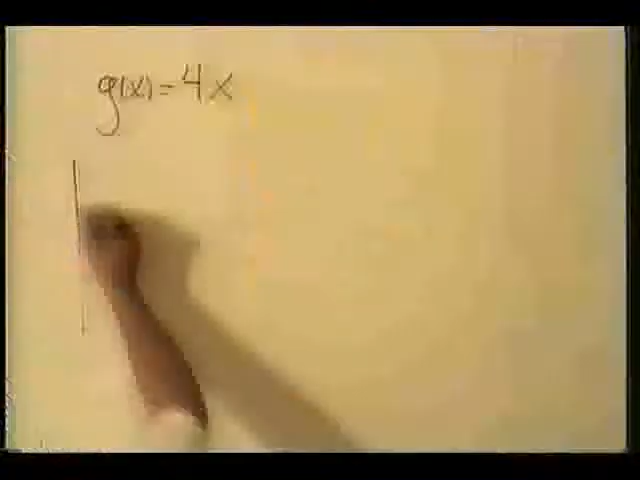 g(x) = 4x